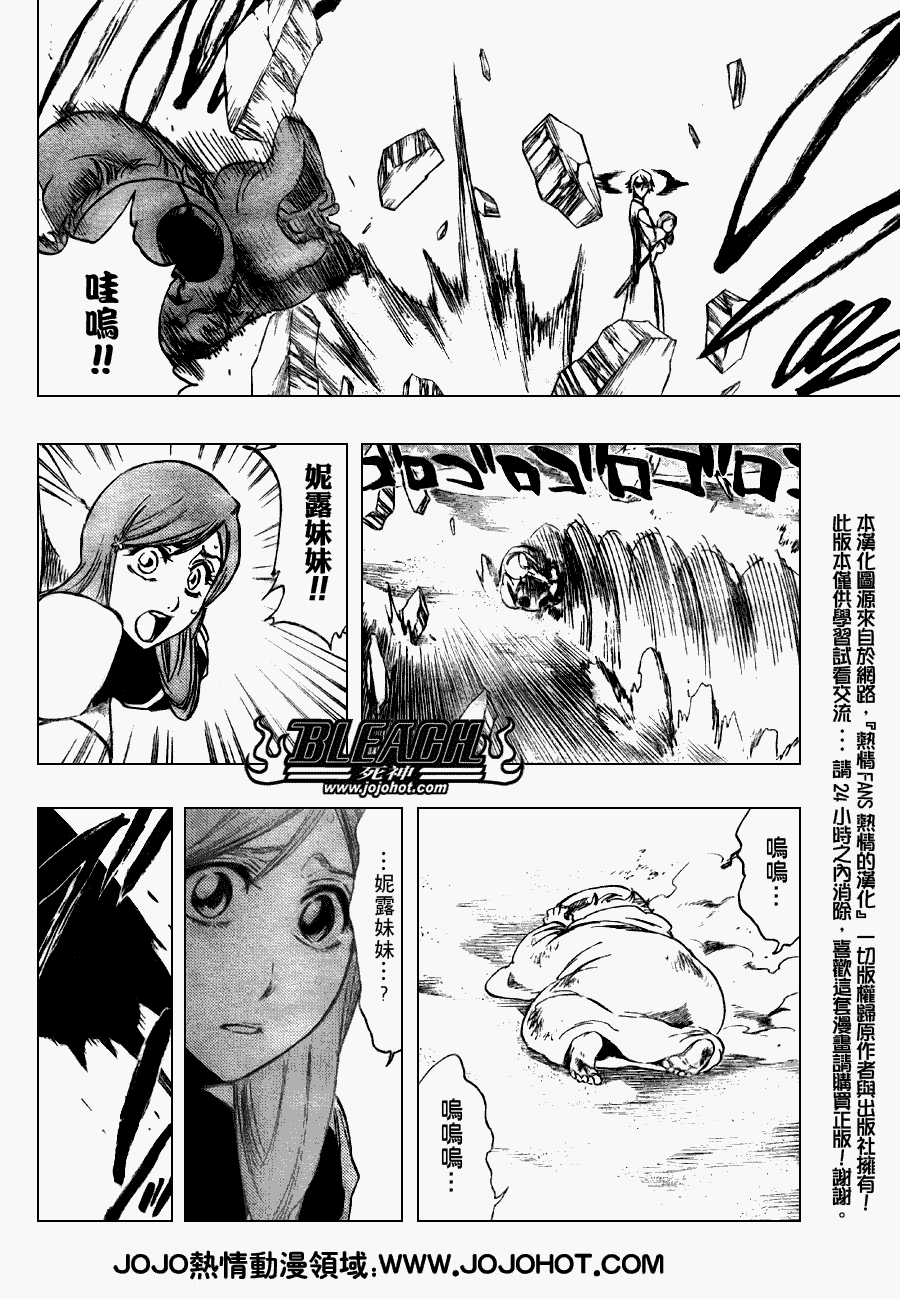 哇嗚!!
ゴロゴロゴロゴロゴ
妮露妹妹!!
BLEACH
死神
www.jojohot.com
嗚嗚…
嗚嗚嗚…
…妮露妹妹…?
本漢化圖源來自於網路，『熱情FANS熱情的漢化』一切版權歸原作者與出版社擁有!
此版本僅供學習試看交流…請24小時之內消除，喜歡這套漫畫請購買正版!謝謝。
JOJO熱情動漫領域:WWW.JOJOHOT.COM